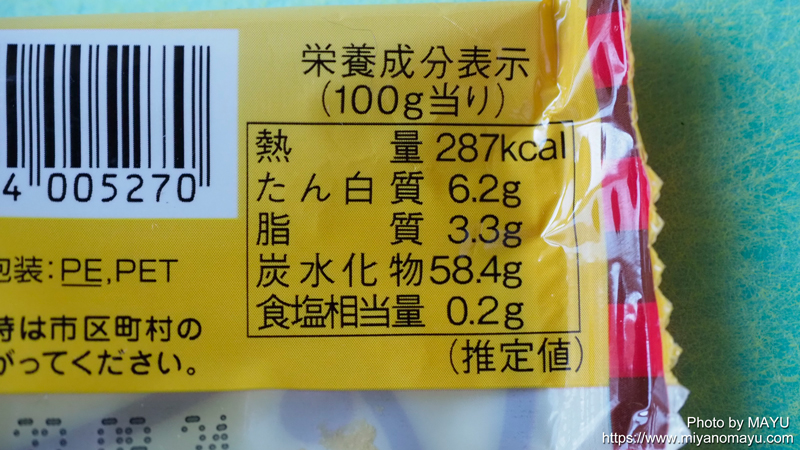 栄養成分表示
（100g当り）
熱量 287kcal
たん白質 6.2g
脂質 3.3g
炭水化物 58.4g
食塩相当量 0.2g
（推定値）
4 005270
包装：PE,PET
時は市区町村の
がってください。
Photo by MAYU
https://www.miyanomayu.com/